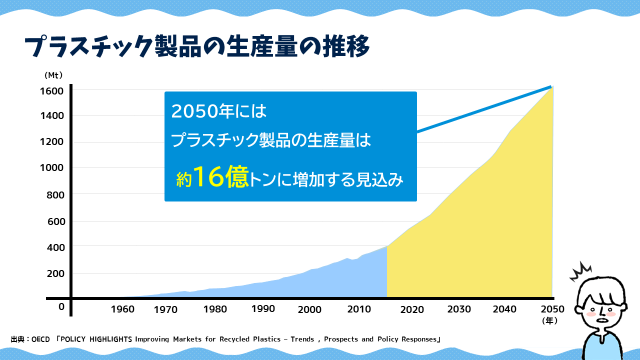 プラスチック製品の生産量の推移
(Mt)
1600
1400
1200
1000
800
600
400
200
0
2050年には
プラスチック製品の生産量は
約16億トンに増加する見込み
1960 1970 1980 1990 2000 2010 2020 2030 2040 2050
(年)
出典：OECD 「POLICY HIGHLIGHTS Improving Markets for Recycled Plastics – Trends , Prospects and Policy Responses」